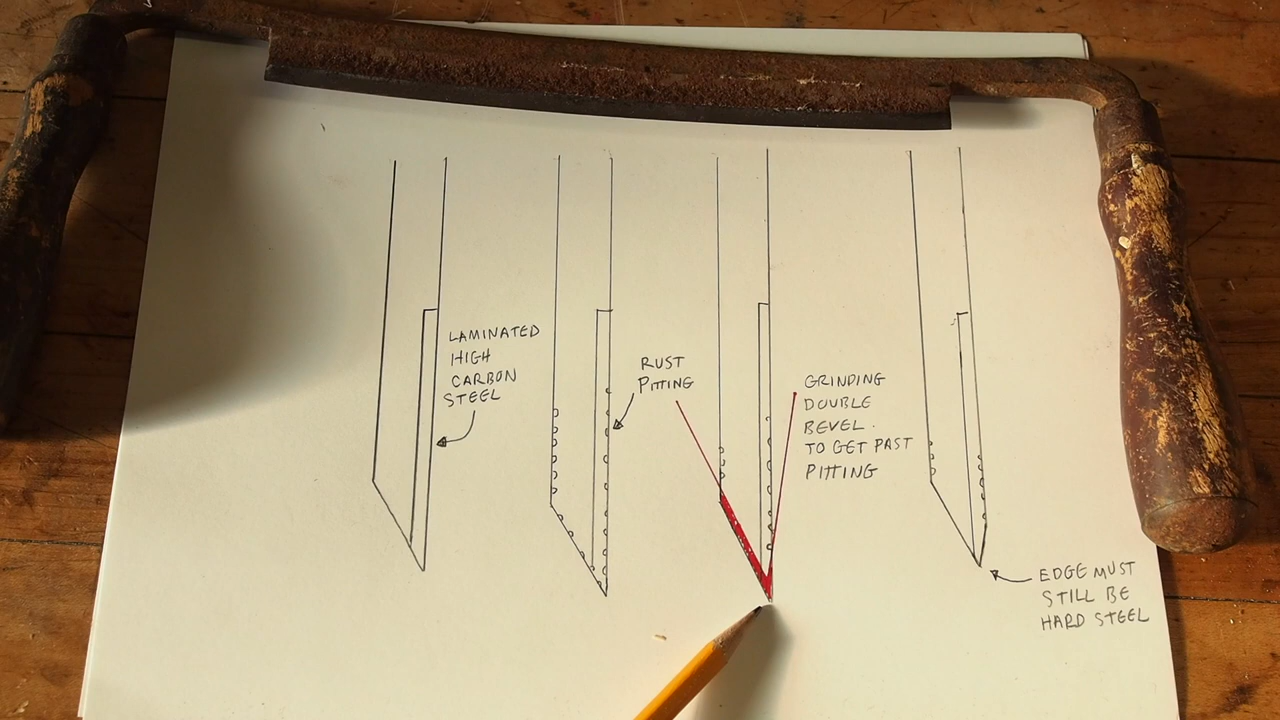 LAMINATED
HIGH
CARBON
STEEL
RUST
PITTING
GRINDING
DOUBLE
BEVEL.
TO GET PAST
PITTING
EDGE MUST
STILL BE
HARD STEEL